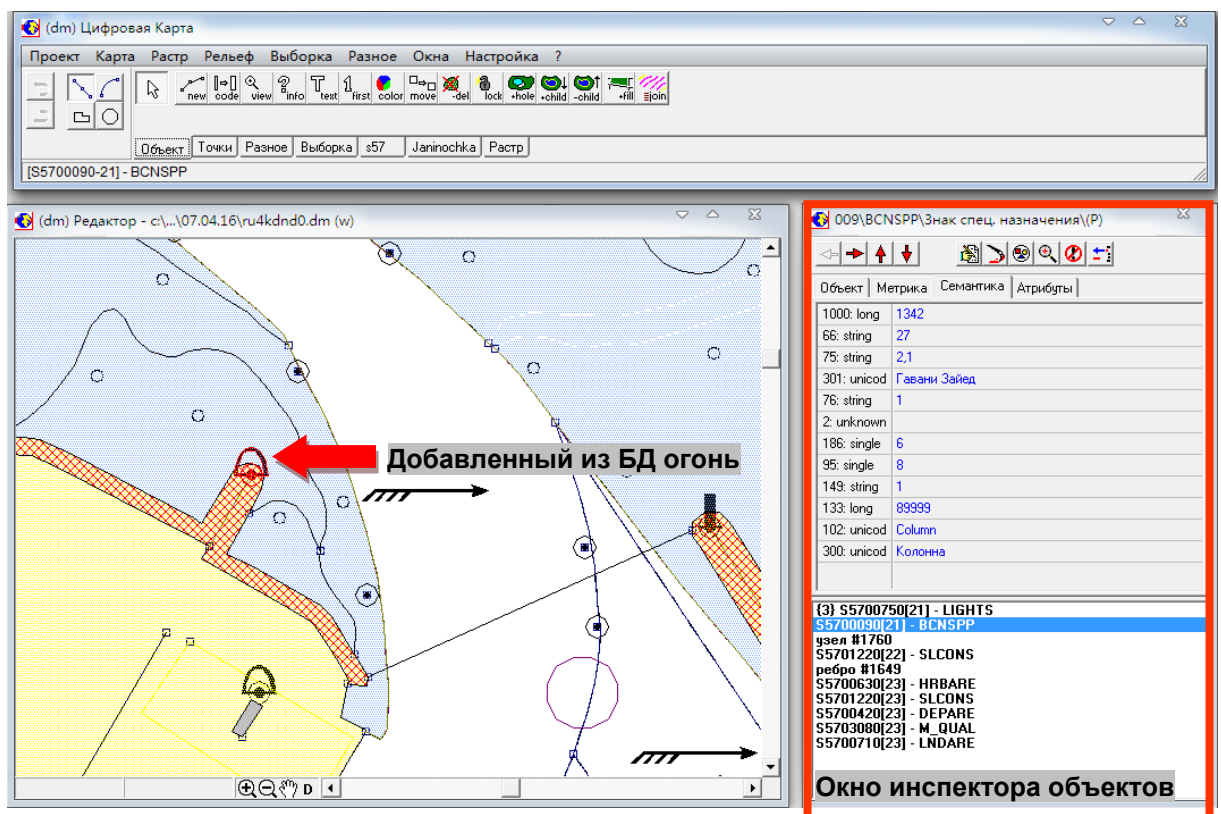 (dm) Цифровая Карта
Проект Карта Растр Рельеф Выборка Разное Окна Настройка ?
new code view info text first color move -del lock +hole +child -child +fill join
Объект Точки Разное Выборка s57 Janinochka Растр
[S5700090-21] - BCNSPP
(dm) Редактор - c:\...\07.04.16\ru4kdnd0.dm (w)
Добавленный из БД огонь
D
009\BCNSPP\Знак спец. назначения\(P)
Объект Метрика Семантика Атрибуты
1000: long 1342
66: string 27
75: string 2,1
301: unicod Гавани Зайед
76: string 1
2: unknown
186: single 6
95: single 8
149: string 1
133: long 89999
102: unicod Column
300: unicod Колонна
{3} S5700750[21] - LIGHTS
S5700090[21] - BCNSPP
узел #1760
S5701220[22] - SLCONS
ребро #1649
S5700630[23] - HRBARE
S5701220[23] - SLCONS
S5700420[23] - DEPARE
S5703080[23] - M_QUAL
S5700710[23] - LNDARE
Окно инспектора объектов